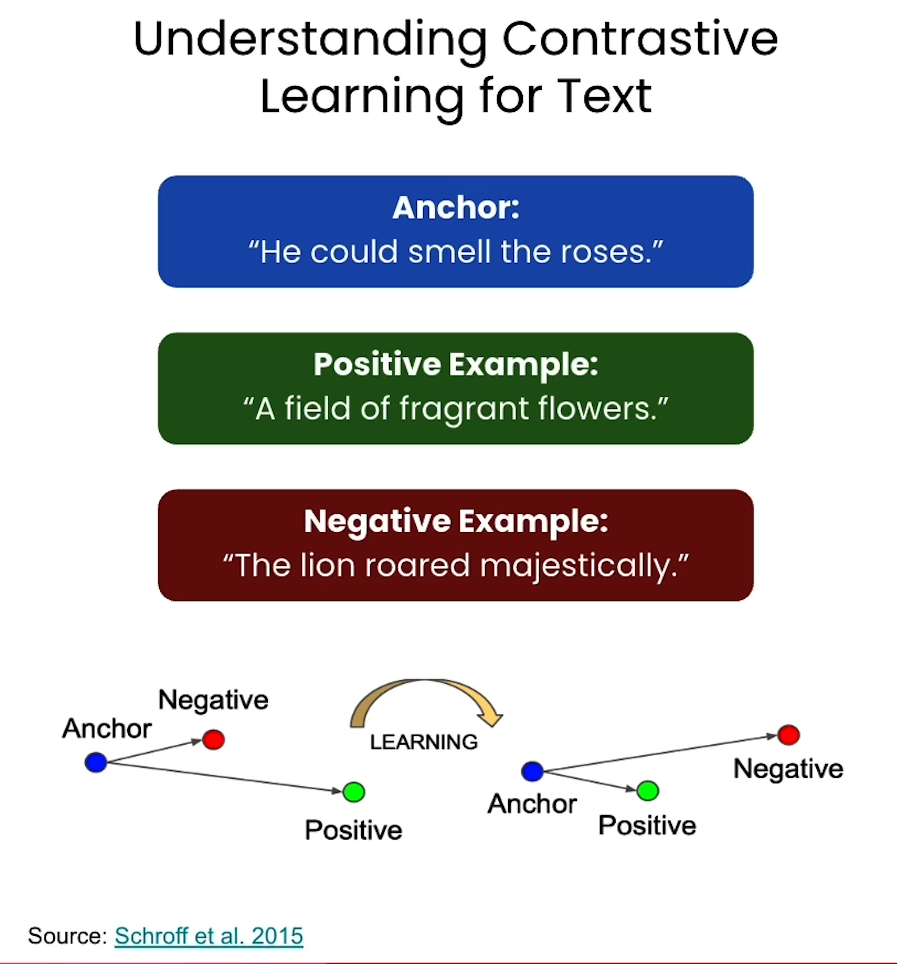 Understanding Contrastive
Learning for Text
Anchor:
“He could smell the roses.”
Positive Example:
“A field of fragrant flowers.”
Negative Example:
“The lion roared majestically.”
Negative
Anchor
Positive
LEARNING
Anchor
Positive
Negative
Source: Schroff et al. 2015